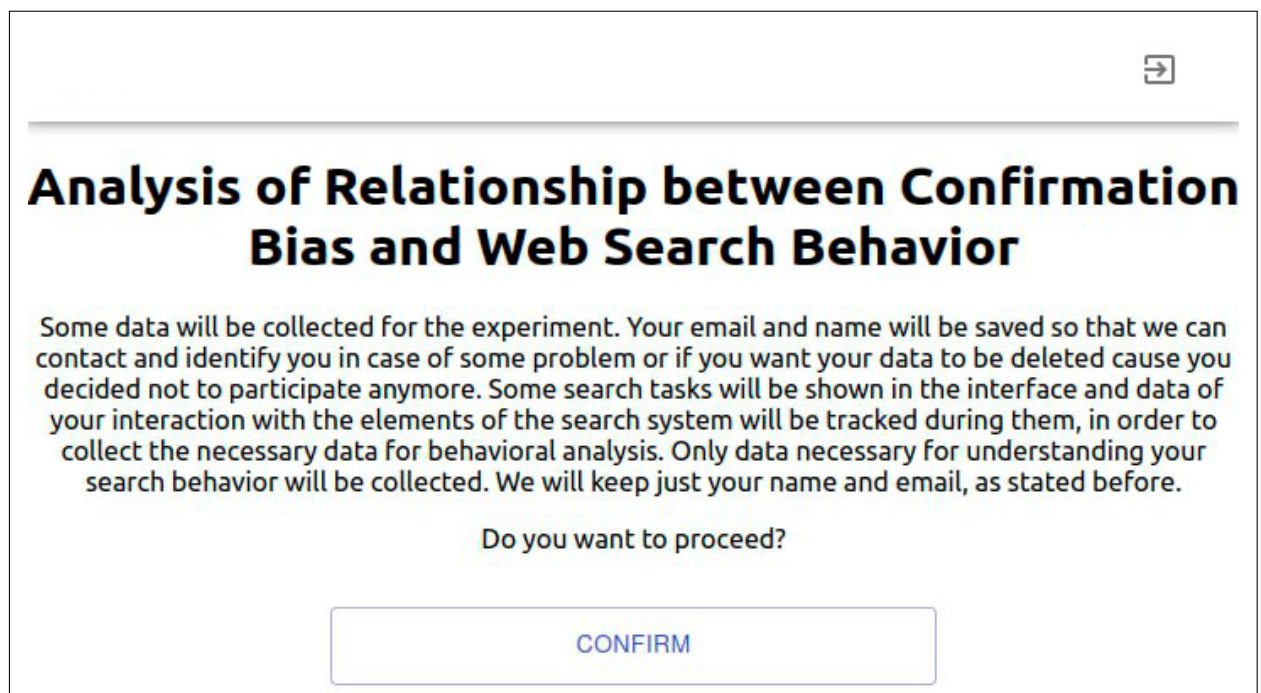 Analysis of Relationship between Confirmation
Bias and Web Search Behavior
Some data will be collected for the experiment. Your email and name will be saved so that we can
contact and identify you in case of some problem or if you want your data to be deleted cause you
decided not to participate anymore. Some search tasks will be shown in the interface and data of
your interaction with the elements of the search system will be tracked during them, in order to
collect the necessary data for behavioral analysis. Only data necessary for understanding your
search behavior will be collected. We will keep just your name and email, as stated before.
Do you want to proceed?
CONFIRM